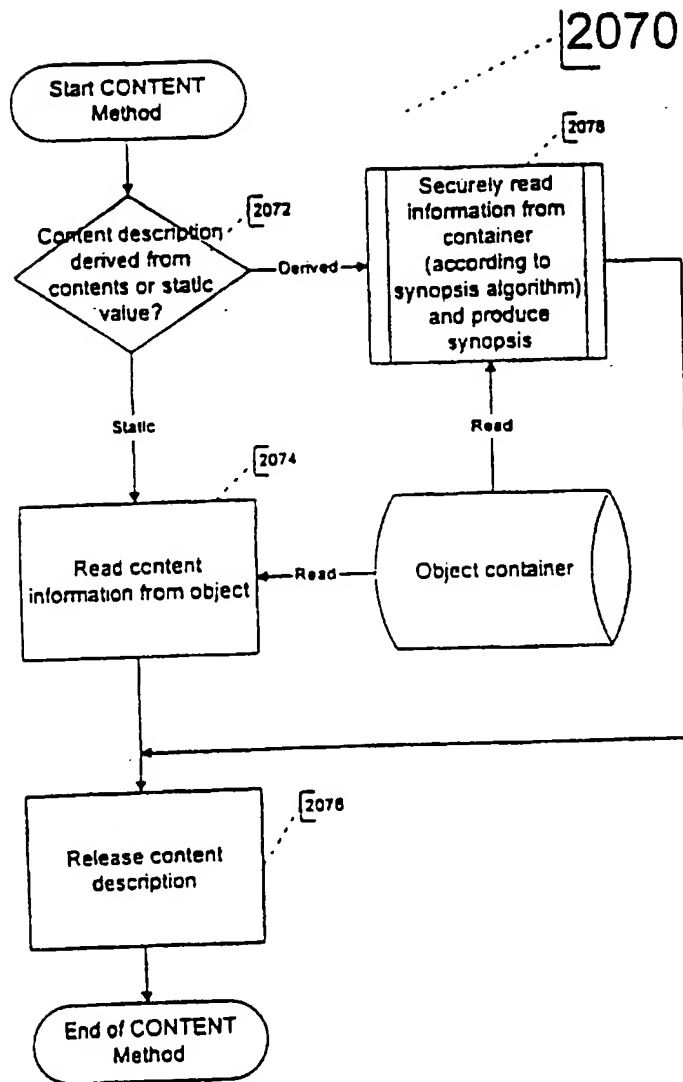 2070
Start CONTENT
Method
2072
Content description
derived from
contents or static
value?
Derived
2078
Securely read
information from
container
(according to
synopsis algorithm)
and produce
synopsis
Static
Read
2074
Read content
information from object
Read
Object container
2076
Release content
description
End of CONTENT
Method